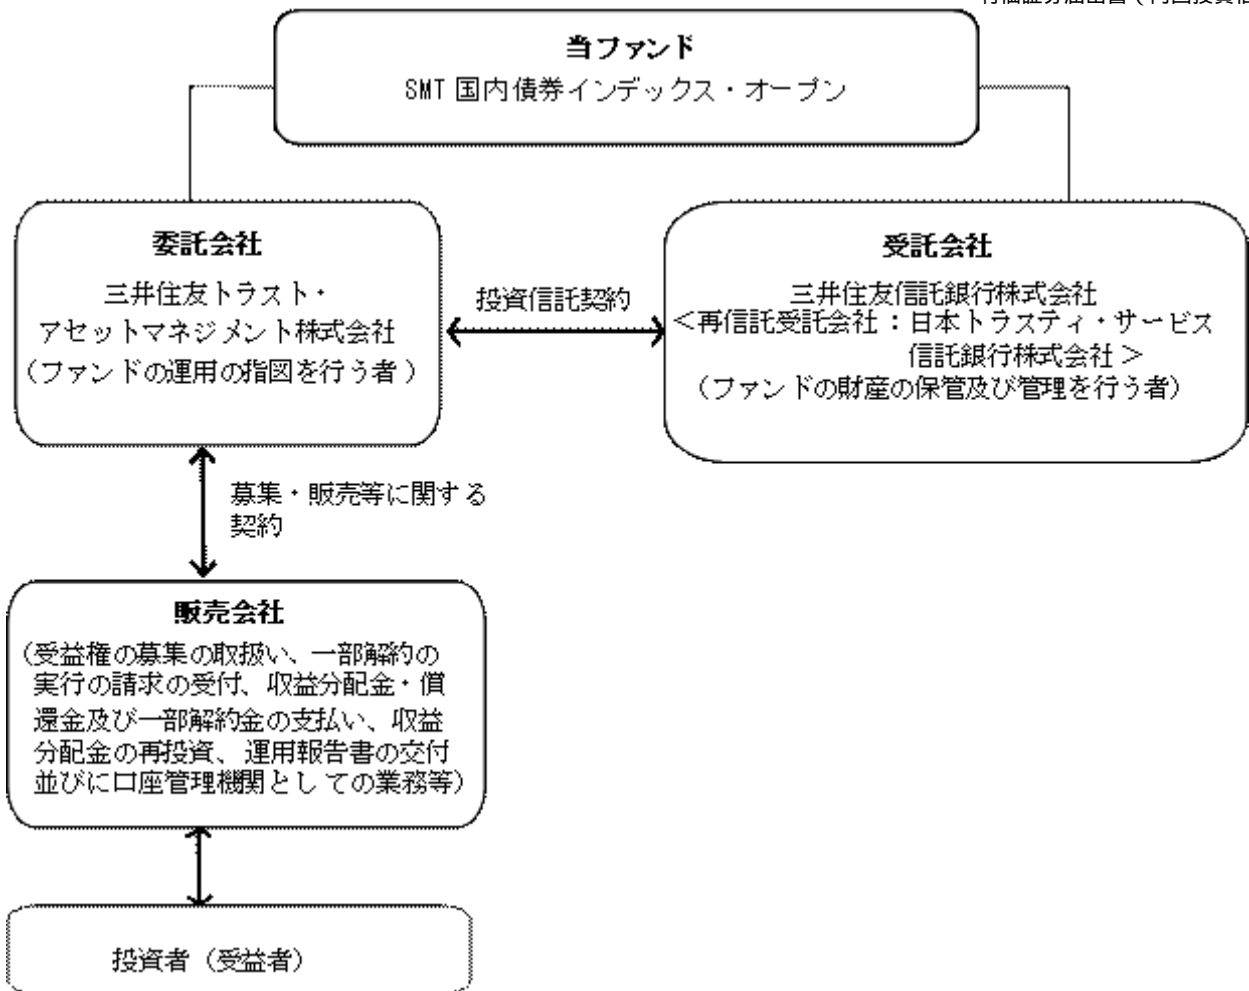 当ファンド
SMT 国内債券インデックス・オープン
委託会社
三井住友トラスト・
アセットマネジメント株式会社
(ファンドの運用の指図を行う者)
投資信託契約
受託会社
三井住友信託銀行株式会社
<再信託受託会社:日本トラスティ・サービス
信託銀行株式会社>
(ファンドの財産の保管及び管理を行う者)
募集・販売等に関する
契約
販売会社
(受益権の募集の取扱い、一部解約の
実行の請求の受付、収益分配金・償
還金及び一部解約金の支払い、収益
分配金の再投資、運用報告書の交付
並びに口座管理機関としての業務等)
投資者(受益者)